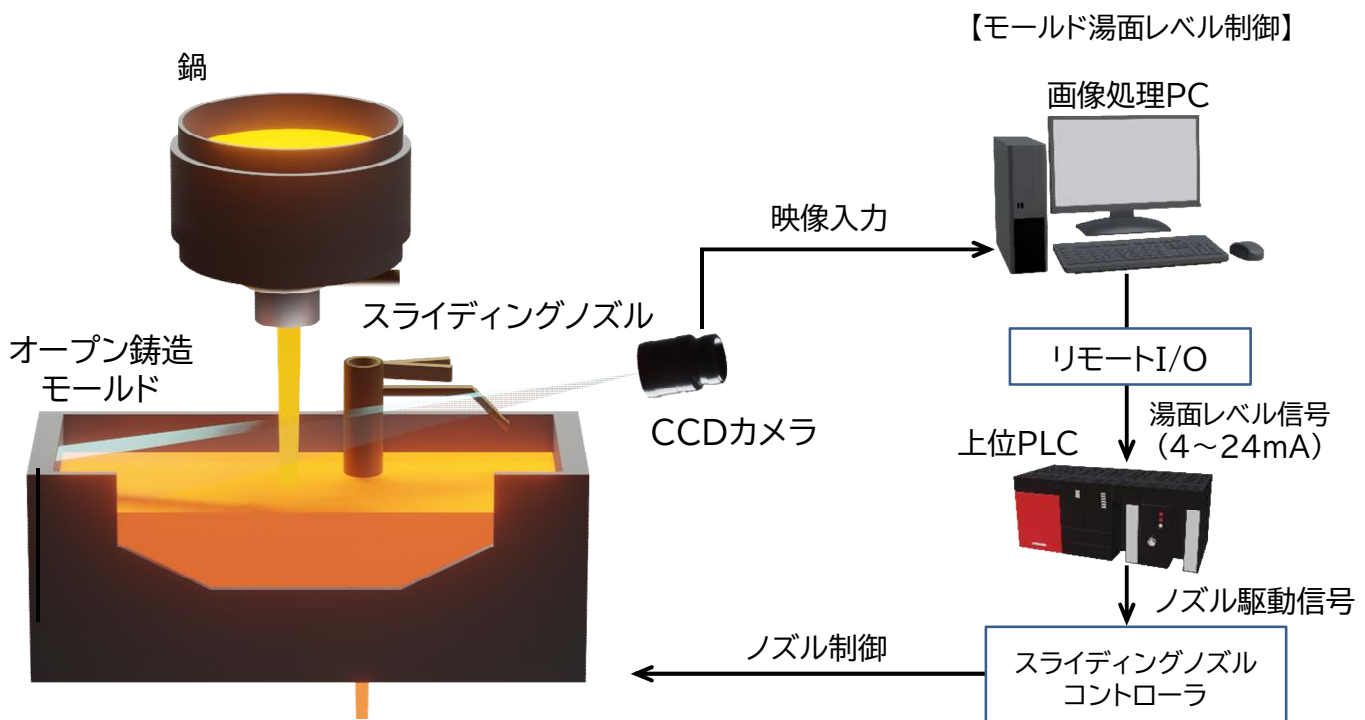 【モールド湯面レベル制御】
鍋
画像処理PC
映像入力
スライディングノズル
オープン鋳造
モールド
CCDカメラ
リモートI/O
湯面レベル信号
（4～24mA）
上位PLC
ノズル駆動信号
ノズル制御
スライディングノズル
コントローラ